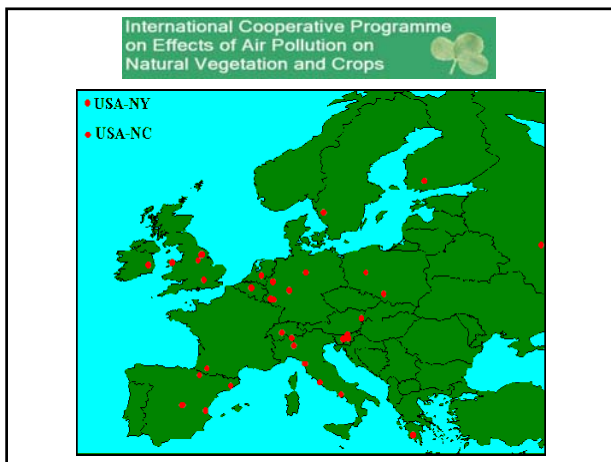 International Cooperative Programme
on Effects of Air Pollution on
Natural Vegetation and Crops
USA-NY
USA-NC